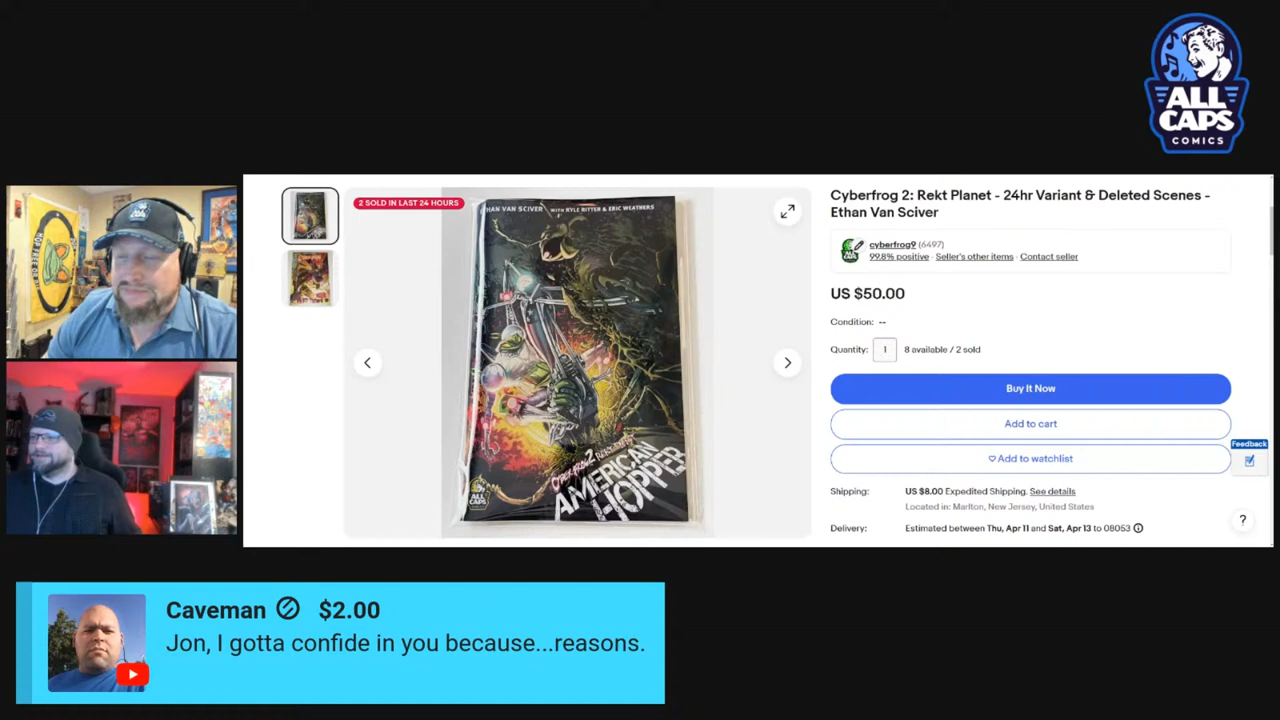 ALL
CAPS
COMICS
2 SOLD IN LAST 24 HOURS
ETHAN VAN SCIVER WITH KYLE RITTER & ERIC WEATHERS
AMERICAN
HOPPER
ALL
CAPS
Cyberfrog 2: Rekt Planet - 24hr Variant & Deleted Scenes -
Ethan Van Sciver
cyberfrog9 (6497)
99.8% positive · Seller's other items · Contact seller
US $50.00
Condition: --
Quantity: 1 8 available / 2 sold
Buy It Now
Add to cart
Add to watchlist
Feedback
Shipping: US $8.00 Expedited Shipping. See details
Located in: Marlton, New Jersey, United States
Delivery: Estimated between Thu, Apr 11 and Sat, Apr 13 to 08053
?
Caveman $2.00
Jon, I gotta confide in you because...reasons.